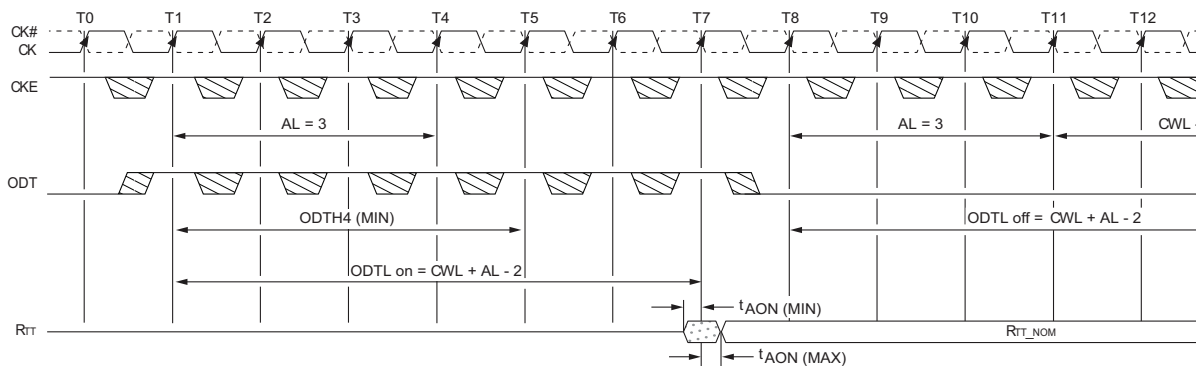 T0 T1 T2 T3 T4 T5 T6 T7 T8 T9 T10 T11 T12
CK#
CK
CKE
AL = 3 AL = 3 CWL -
ODT
ODTH4 (MIN) ODTL off = CWL + AL - 2
ODTL on = CWL + AL - 2
tAON (MIN)
RTT RTT_NOM
tAON (MAX)